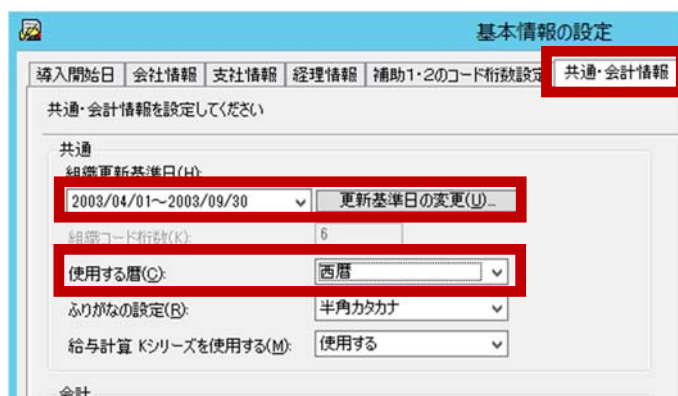 基本情報の設定
導入開始日 会社情報 支社情報 経理情報 補助1・2のコード桁数設定 共通・会計情報
共通・会計情報を設定してください
共通
組織更新基準日(H):
2003/04/01～2003/09/30 更新基準日の変更(U)...
組織コード桁数(K): 6
使用する暦(C): 西暦
ふりがなの設定(R): 半角カタカナ
給与計算 Kシリーズを使用する(M): 使用する
会計